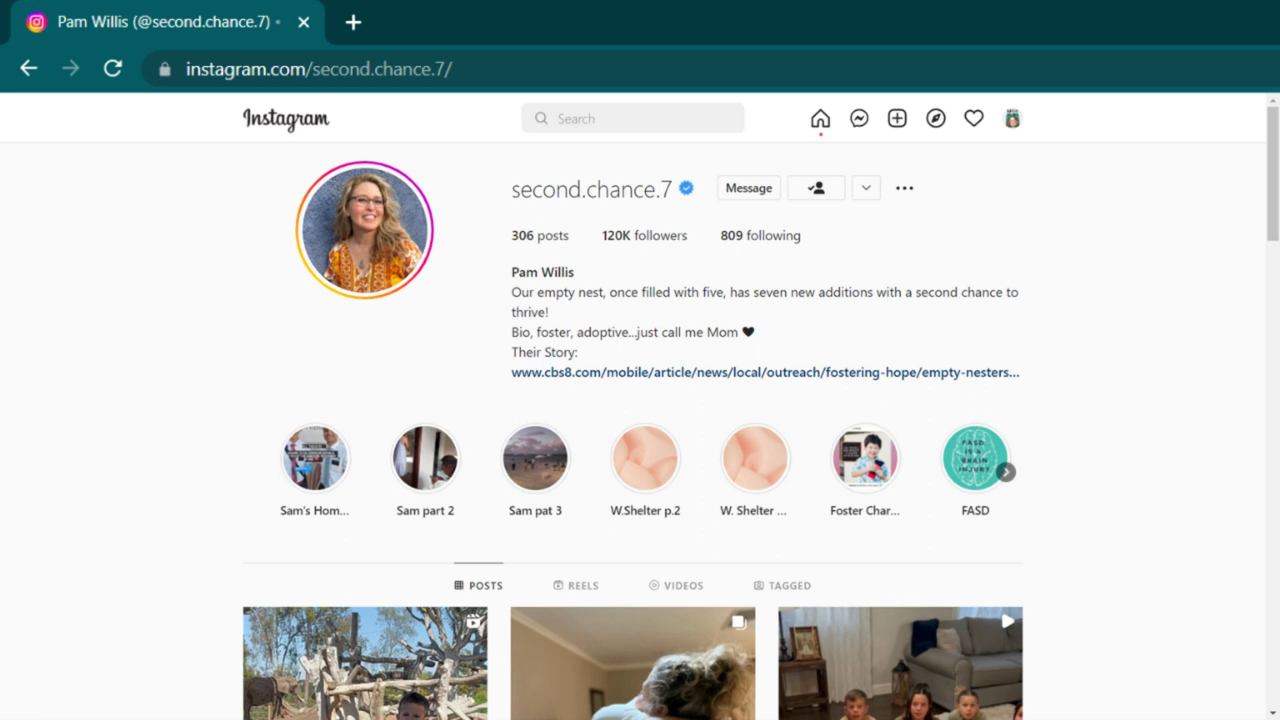 Pam Willis (@second.chance.7) •
instagram.com/second.chance.7/
Instagram
Search
second.chance.7
Message
306 posts 120K followers 809 following
Pam Willis
Our empty nest, once filled with five, has seven new additions with a second chance to
thrive!
Bio, foster, adoptive...just call me Mom 🖤
Their Story:
www.cbs8.com/mobile/article/news/local/outreach/fostering-hope/empty-nesters...
FASD
IS A
BRAIN
INJURY
Sam's Hom... Sam part 2 Sam pat 3 W.Shelter p.2 W. Shelter ... Foster Char... FASD
POSTS REELS VIDEOS TAGGED